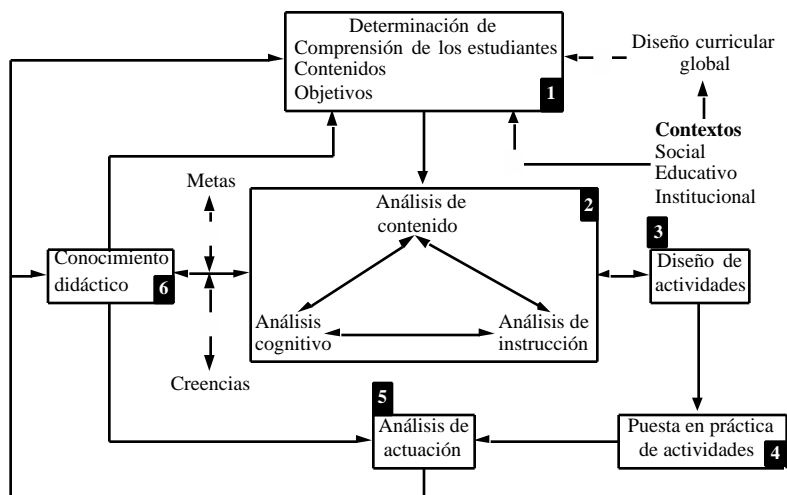 Determinación de
Comprensión de los estudiantes
Contenidos
Objetivos
1
Diseño curricular
global
Contextos
Social
Educativo
Institucional
Metas
Análisis de
contenido
2
3
Conocimiento
didáctico
6
Diseño de
actividades
Análisis
cognitivo
Análisis de
instrucción
Creencias
5
Análisis de
actuación
Puesta en práctica
de actividades
4